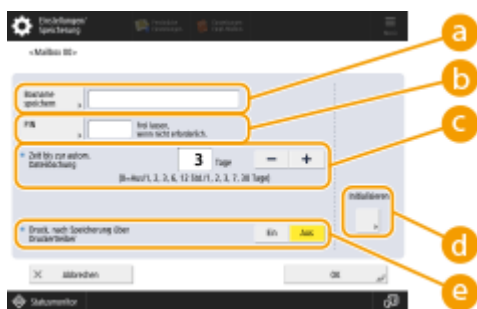 Einstellungen/
Speicherung
<Mailbox 00>
a
Boxname
speichern
b
PIN
frei lassen,
wenn nicht erforderlich.
c
Zeit bis zur autom.
Dateilöschung
3 Tage − +
(0=Aus/1, 2, 3, 6, 12 Std./1, 2, 3, 7, 30 Tage)
Initialisieren
d
Druck. nach Speicherung über
Druckertreiber
Ein Aus
× Abbrechen
OK
e
Statusmonitor